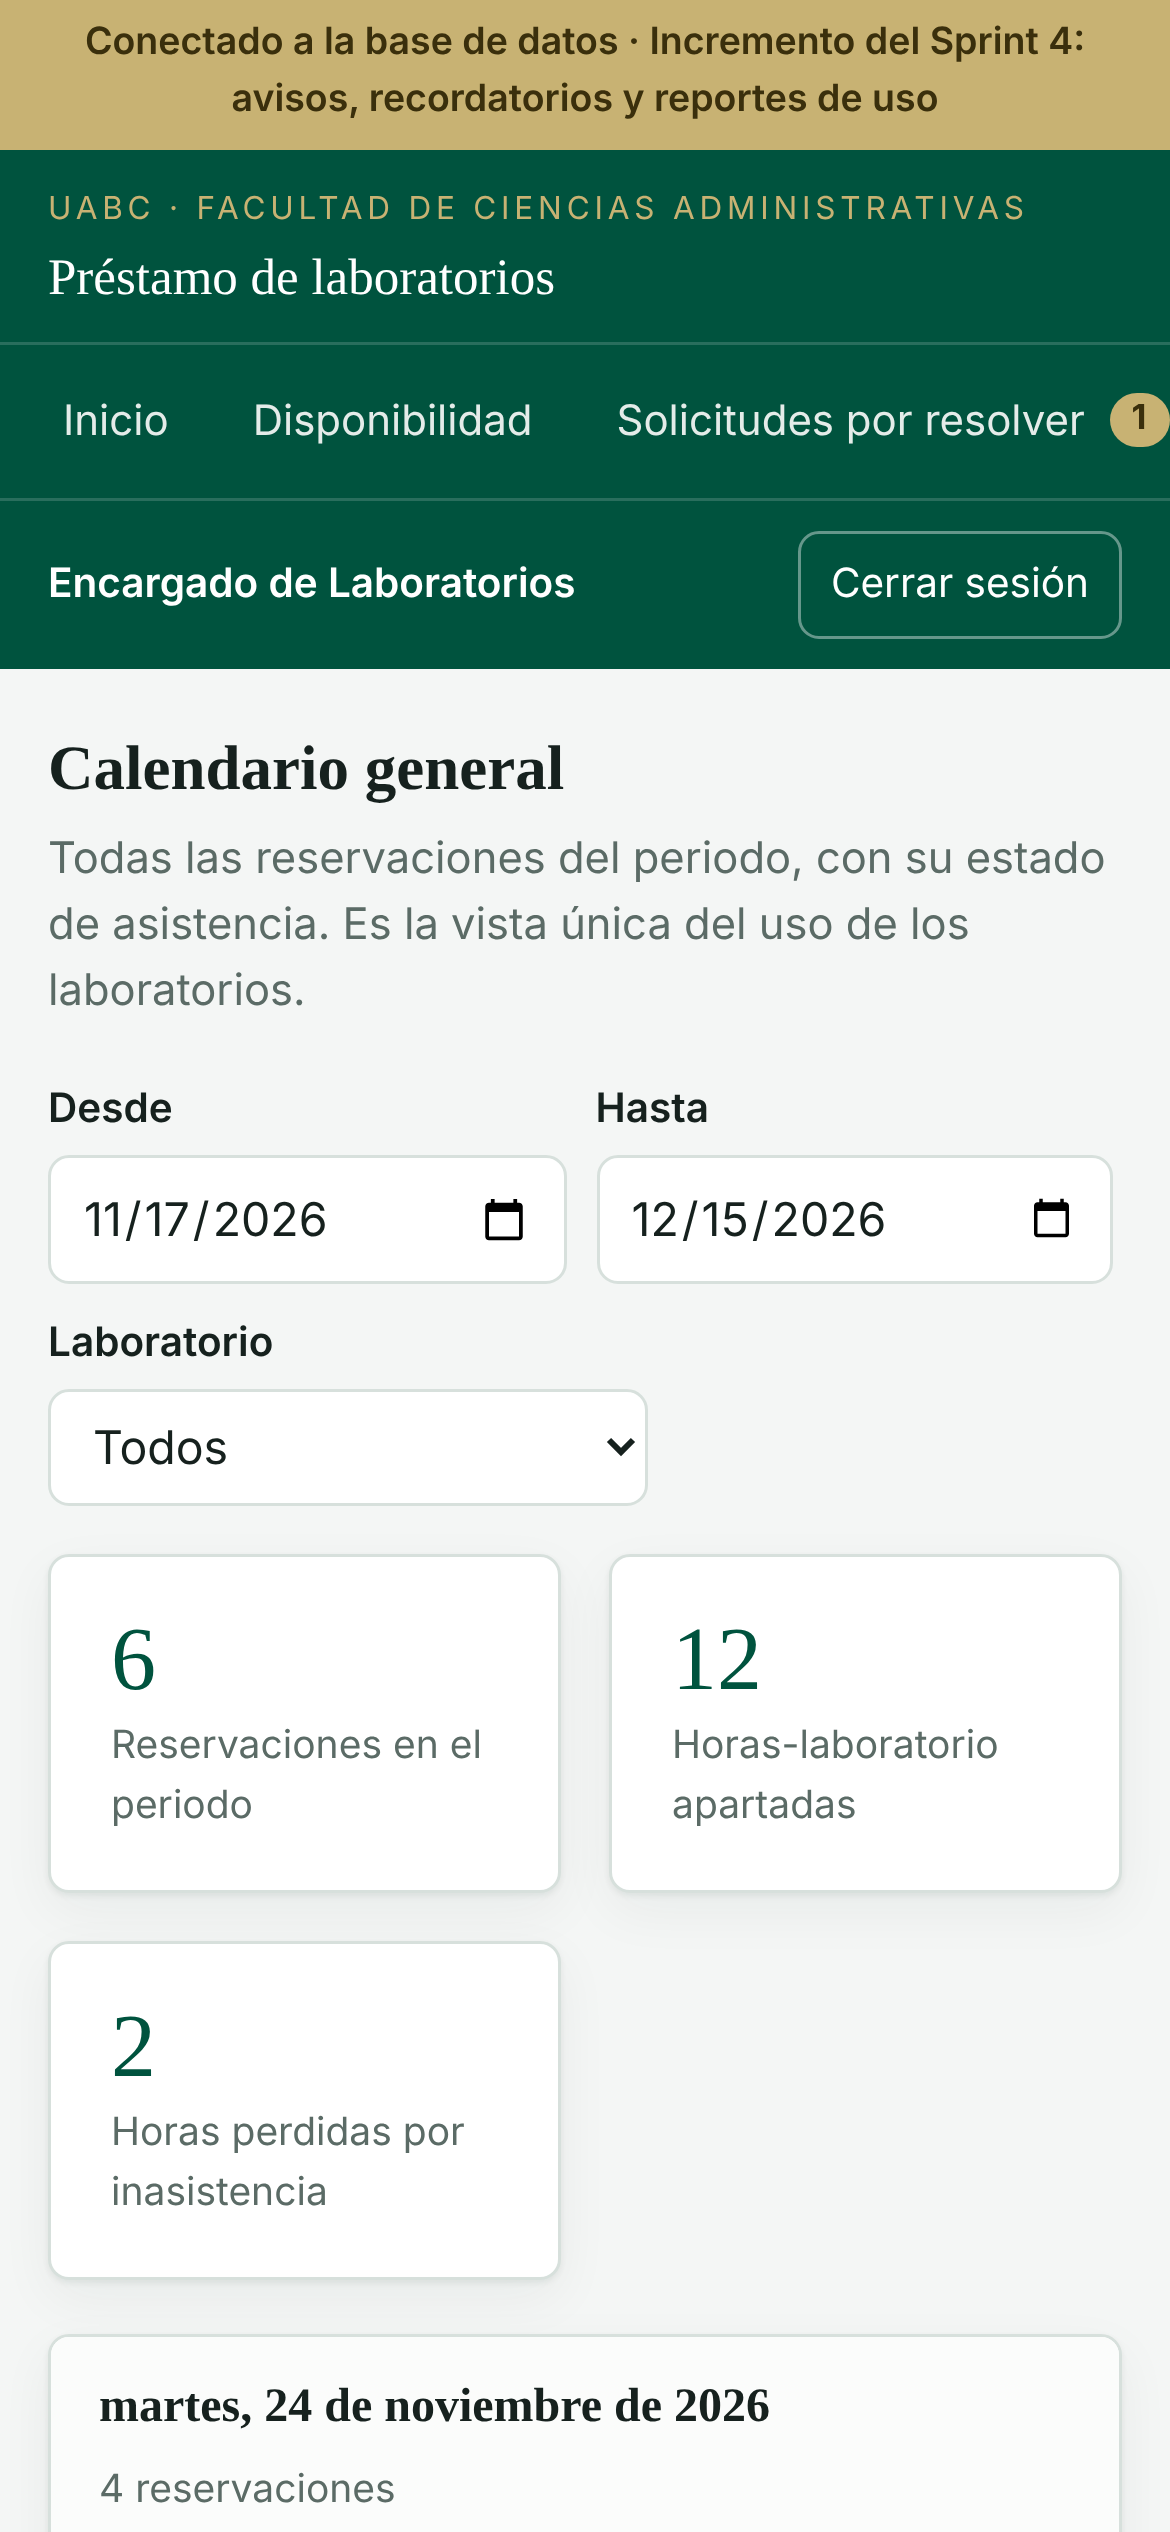 Conectado a la base de datos · Incremento del Sprint 4:
avisos, recordatorios y reportes de uso
UABC · FACULTAD DE CIENCIAS ADMINISTRATIVAS
Préstamo de laboratorios
Inicio Disponibilidad Solicitudes por resolver 1
Encargado de Laboratorios Cerrar sesión
Calendario general
Todas las reservaciones del periodo, con su estado
de asistencia. Es la vista única del uso de los
laboratorios.
Desde Hasta
11/17/2026 12/15/2026
Laboratorio
Todos
6 12
Reservaciones en el Horas-laboratorio
periodo apartadas
2
Horas perdidas por
inasistencia
martes, 24 de noviembre de 2026
4 reservaciones